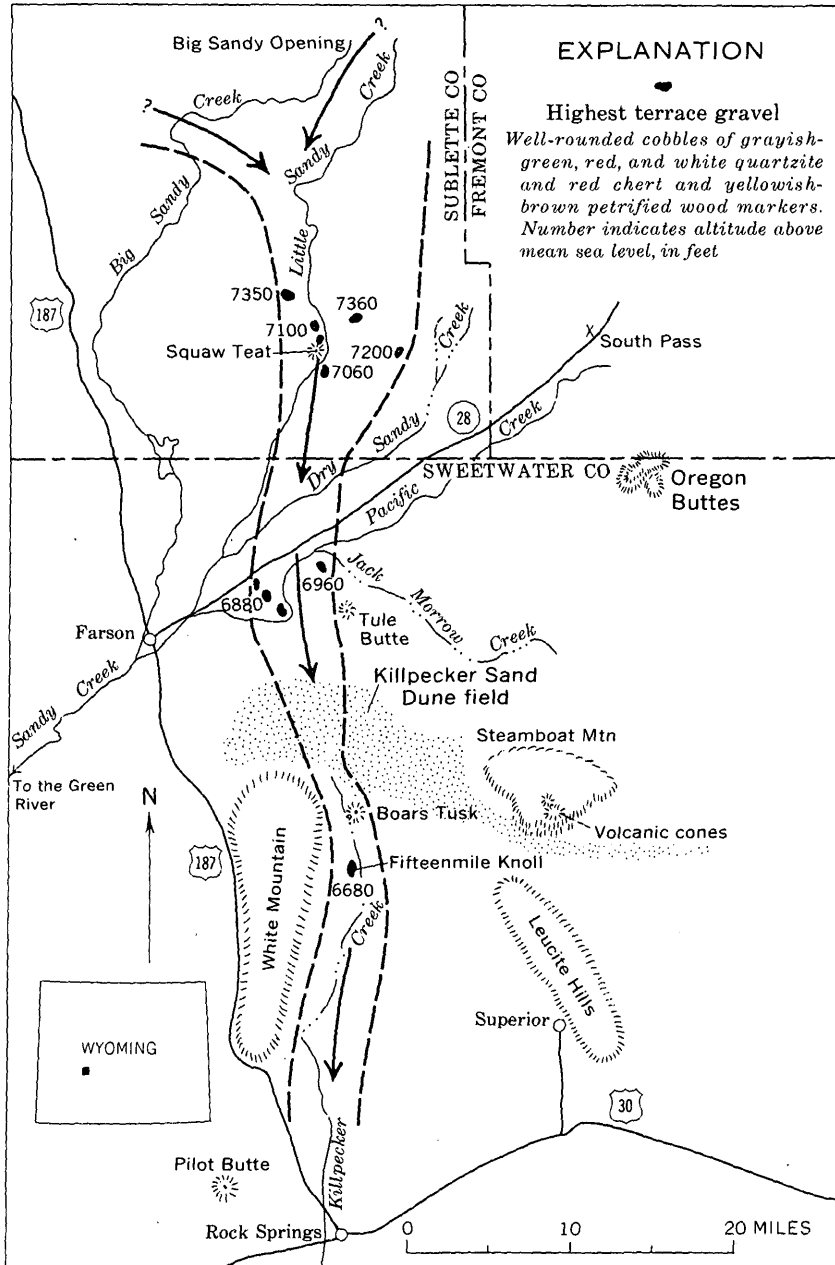 Big Sandy Opening
?
?
Creek
Creek
Sandy
Big
Sandy
Little
SUBLETTE CO
FREMONT CO
EXPLANATION
Highest terrace gravel
Well-rounded cobbles of grayish-
green, red, and white quartzite
and red chert and yellowish-
brown petrified wood markers.
Number indicates altitude above
mean sea level, in feet
187
7350
7360
7100
Squaw Teat
7200
7060
Creek
South Pass
28
Sandy
Dry
Creek
Pacific
SWEETWATER CO
Oregon
Buttes
6960
6880
Jack
Morrow
Creek
Tule
Butte
Farson
Sandy
Creek
Killpecker Sand
Dune field
To the Green
River
Steamboat Mtn
N
Boars Tusk
Volcanic cones
187
Fifteenmile Knoll
6680
White Mountain
Creek
Leucite Hills
Superior
WYOMING
30
Killpecker
Pilot Butte
Rock Springs
0 10 20 MILES